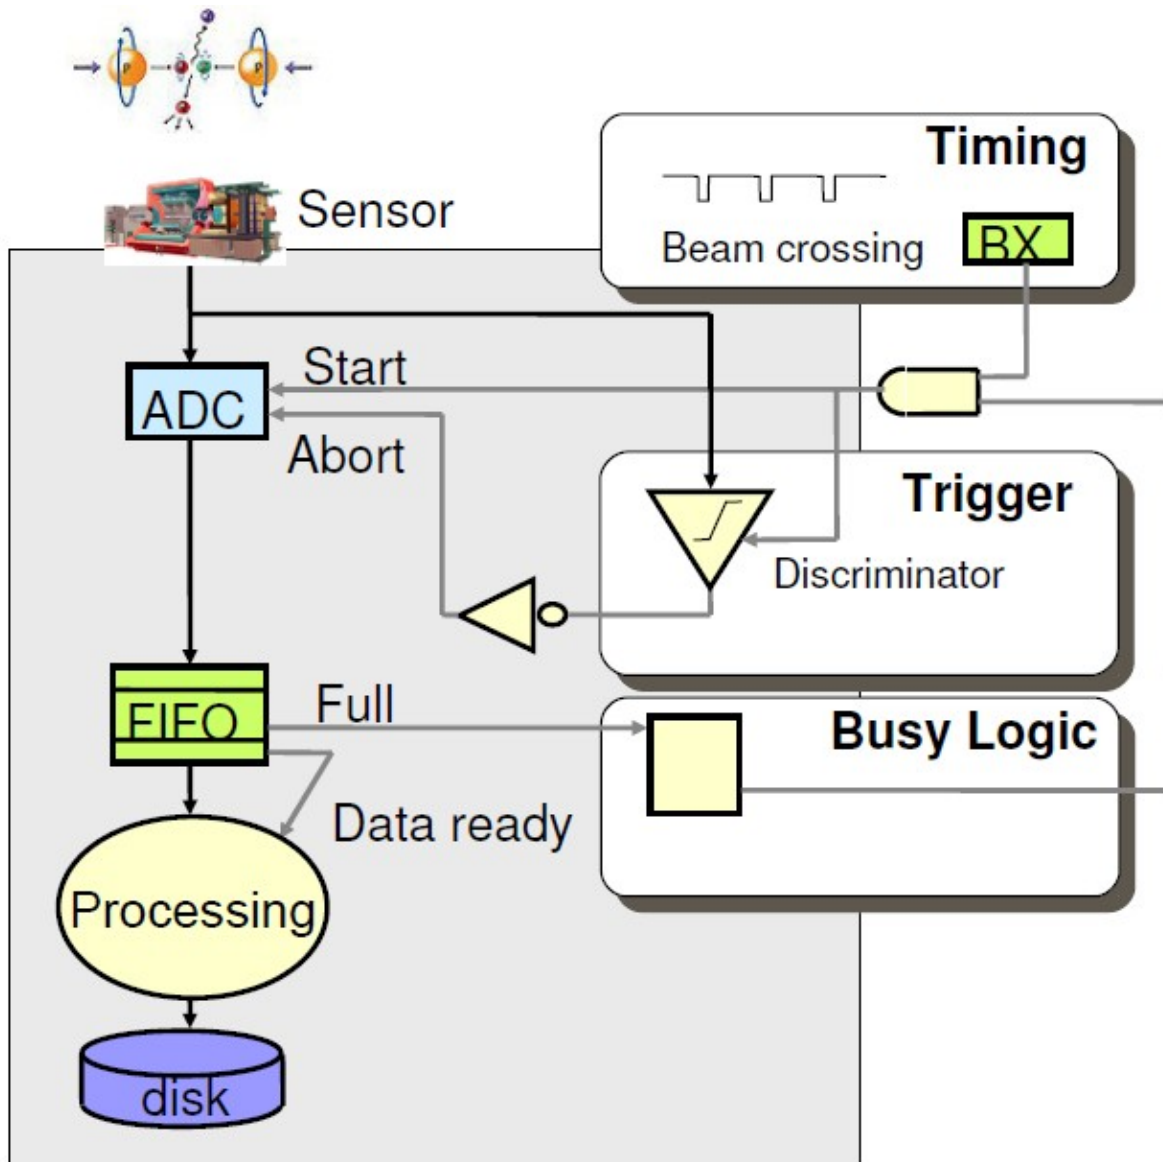 Timing
Sensor
Beam crossing
BX
Start
ADC
Abort
Trigger
Discriminator
Full
FIFO
Busy Logic
Data ready
Processing
disk